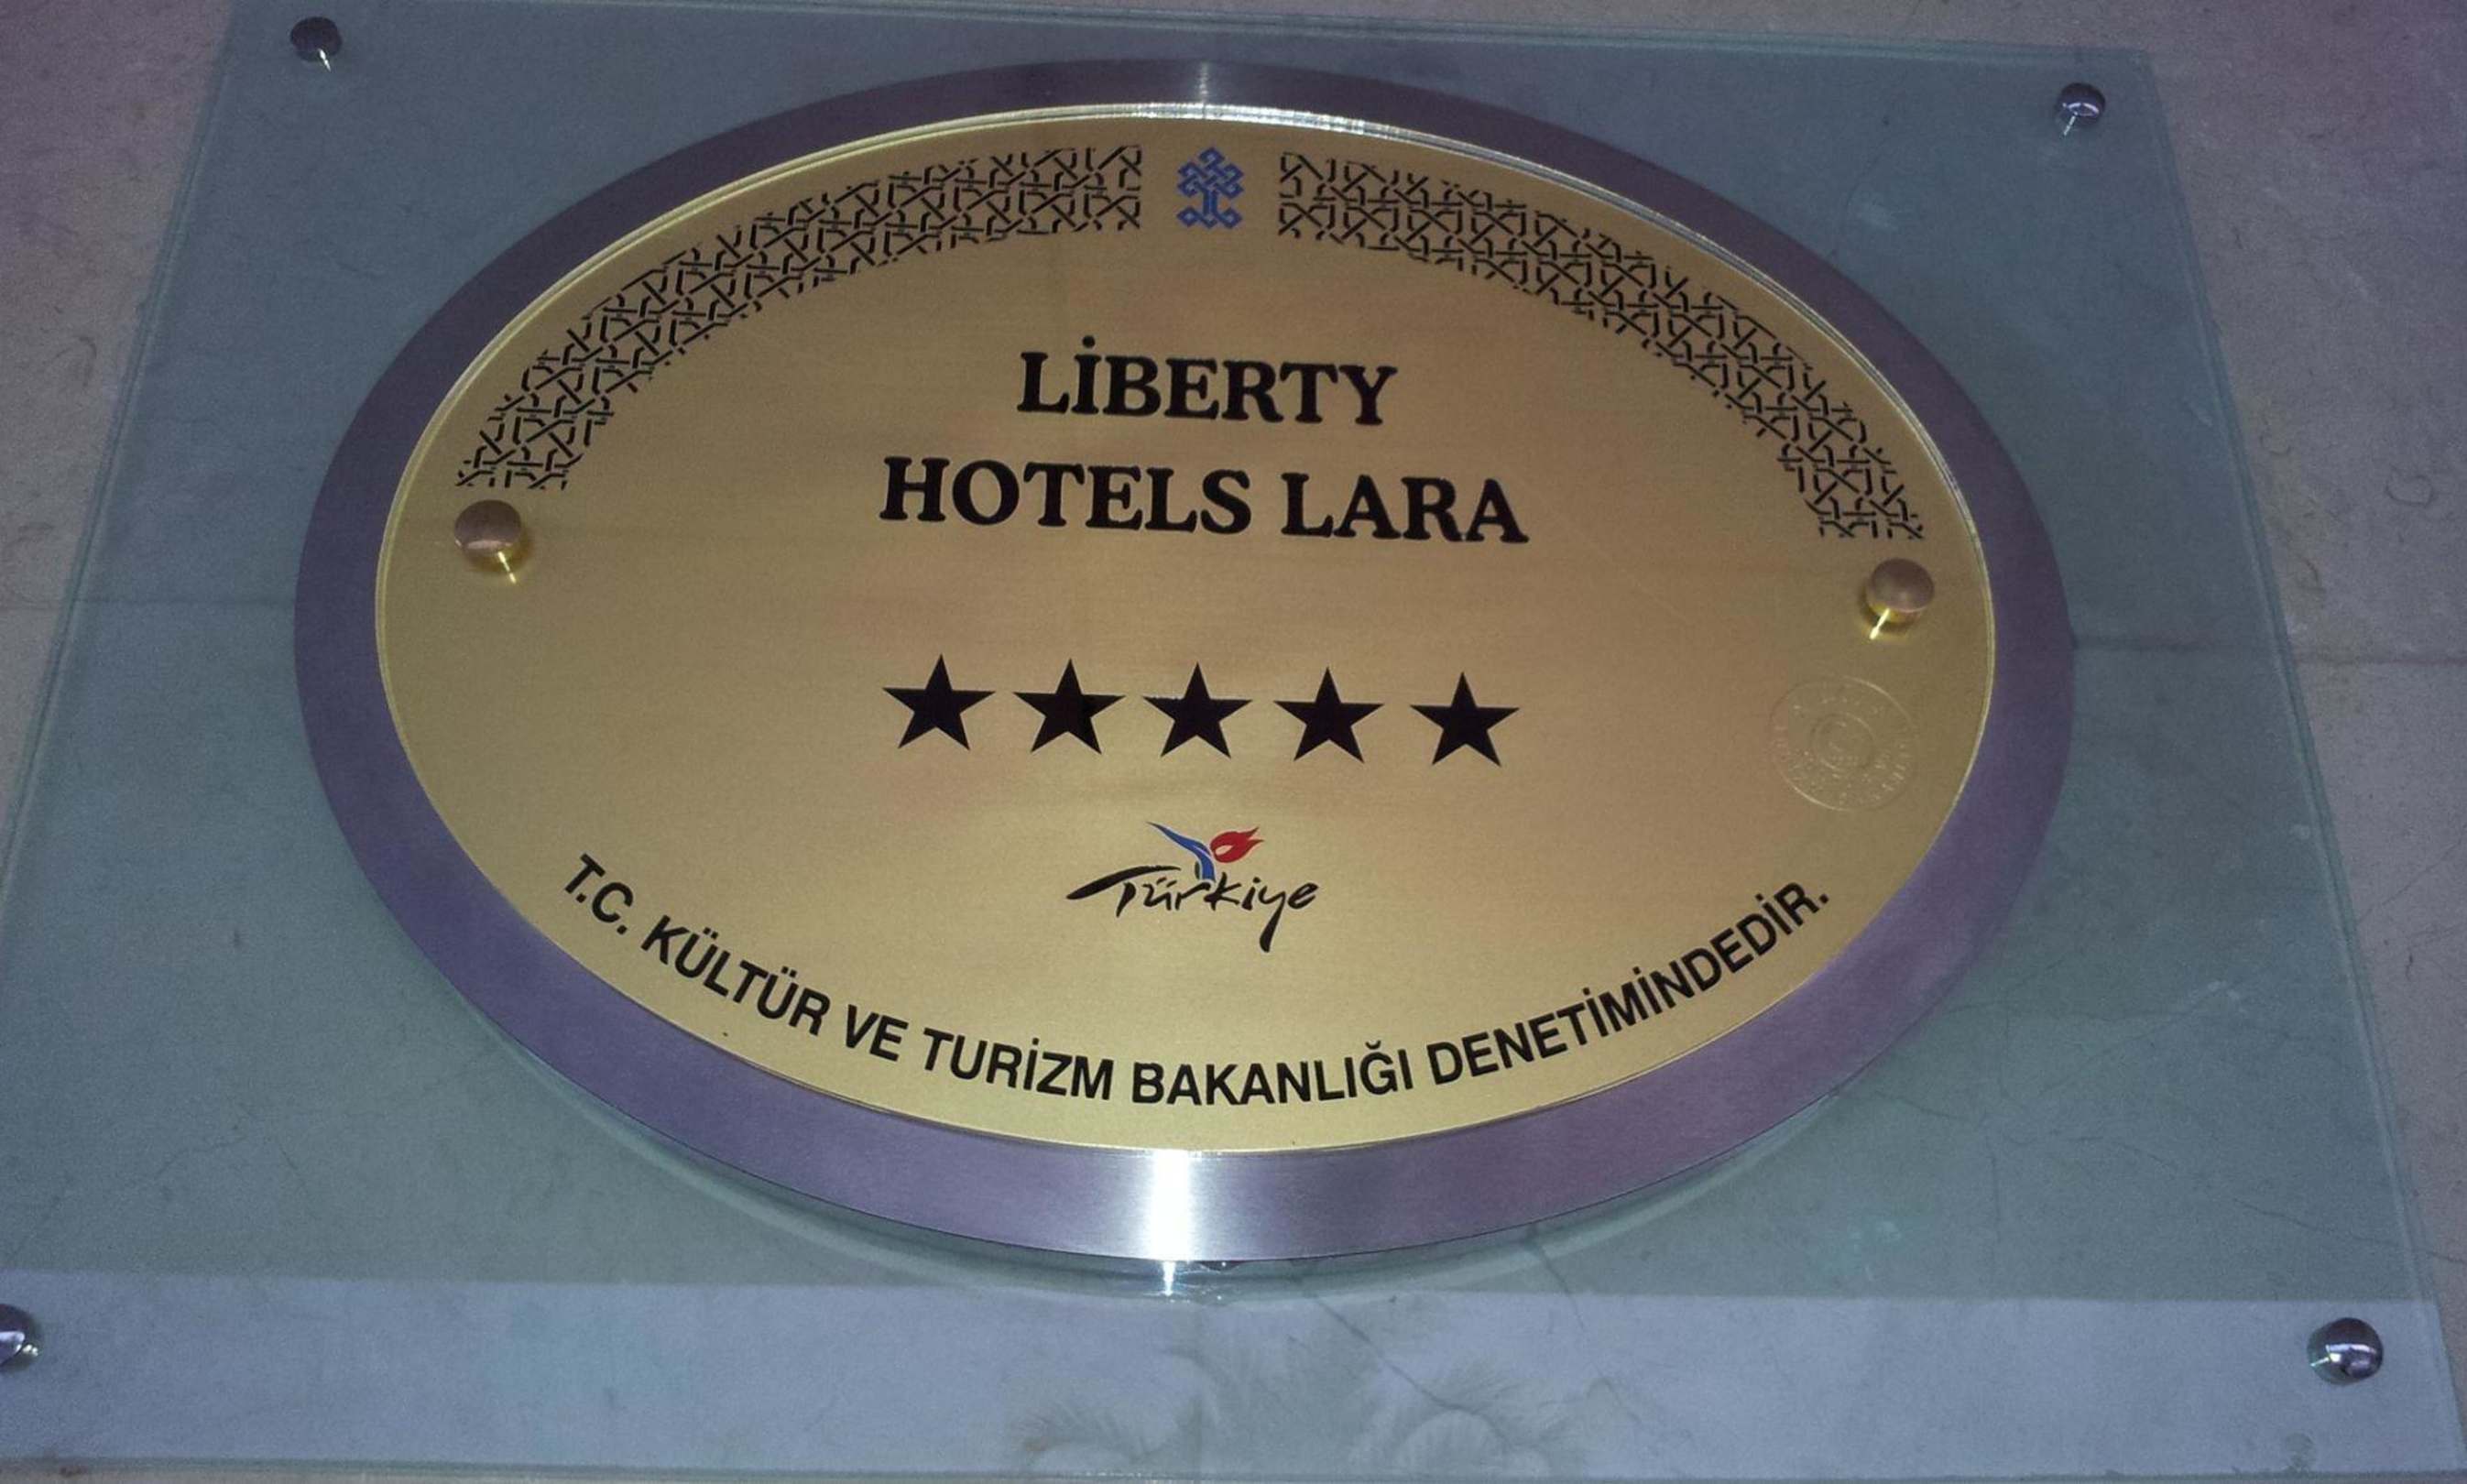 LİBERTY
HOTELS LARA
Türkiye
T.C. KÜLTÜR VE TURİZM BAKANLIĞI DENETİMİNDEDİR.